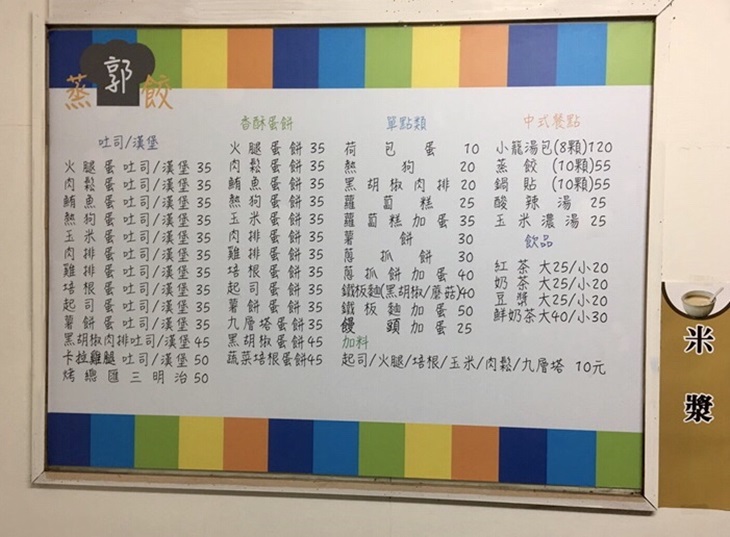 郭
蒸 餃
吐司/漢堡
火腿蛋吐司/漢堡 35
肉鬆蛋吐司/漢堡 35
鮪魚蛋吐司/漢堡 35
熱狗蛋吐司/漢堡 35
玉米蛋吐司/漢堡 35
肉排蛋吐司/漢堡 35
雞排蛋吐司/漢堡 35
培根蛋吐司/漢堡 35
起司蛋吐司/漢堡 35
薯餅蛋吐司/漢堡 35
黑胡椒肉排吐司/漢堡 45
卡拉雞腿吐司/漢堡 50
烤總匯三明治 50
香酥蛋餅
火腿蛋餅 35
肉鬆蛋餅 35
鮪魚蛋餅 35
熱狗蛋餅 35
玉米蛋餅 35
肉排蛋餅 35
雞排蛋餅 35
培根蛋餅 35
起司蛋餅 35
薯餅蛋餅 35
九層塔蛋餅 35
黑胡椒蛋餅 45
蔬菜培根蛋餅 45
單點類
荷包蛋 10
熱狗 20
黑胡椒肉排 20
蘿蔔糕 25
蘿蔔糕加蛋 35
薯餅 30
蔥抓餅 30
蔥抓餅加蛋 40
鐵板麵(黑胡椒/蘑菇) 40
鐵板麵加蛋 50
饅頭加蛋 25
加料
起司/火腿/培根/玉米/肉鬆/九層塔 10元
中式餐點
小籠湯包(8顆) 120
蒸餃(10顆) 55
鍋貼(10顆) 55
酸辣湯 25
玉米濃湯 25
飲品
紅茶 大25/小20
奶茶 大25/小20
豆漿 大25/小20
鮮奶茶 大40/小30
米漿